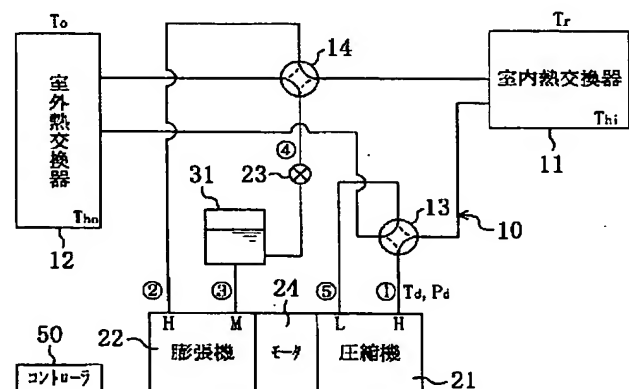 To
Tr
14
室外熱交換器
室内熱交換器
Thi
11
④
23
31
13
10
Tho
12
②
③
24
⑤
① Td, Pd
H
M
L
H
22
膨張機
モータ
圧縮機
21
50
コントローラ